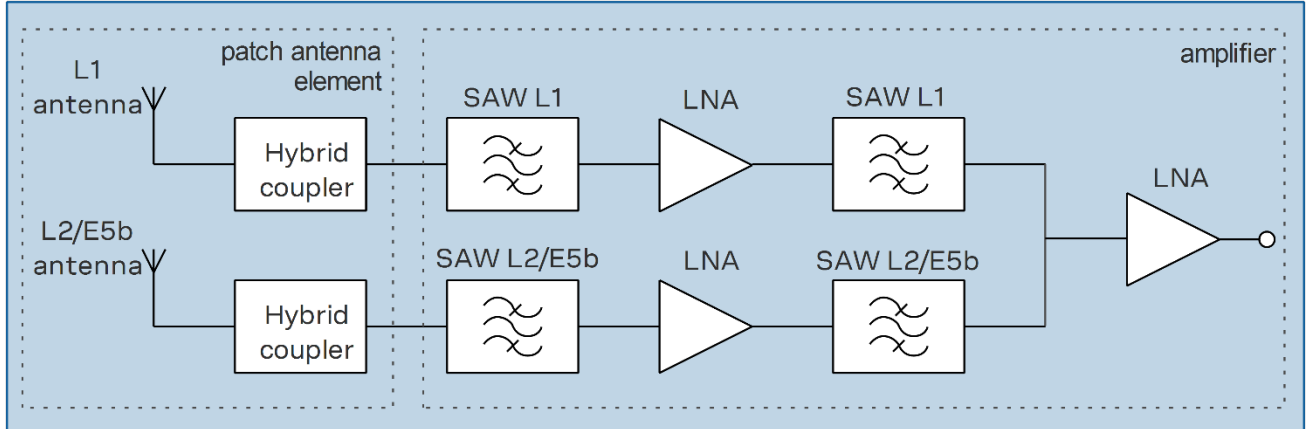 patch antenna
element
amplifier
L1
antenna
SAW L1
LNA
SAW L1
Hybrid
coupler
LNA
L2/E5b
antenna
SAW L2/E5b
LNA
SAW L2/E5b
Hybrid
coupler